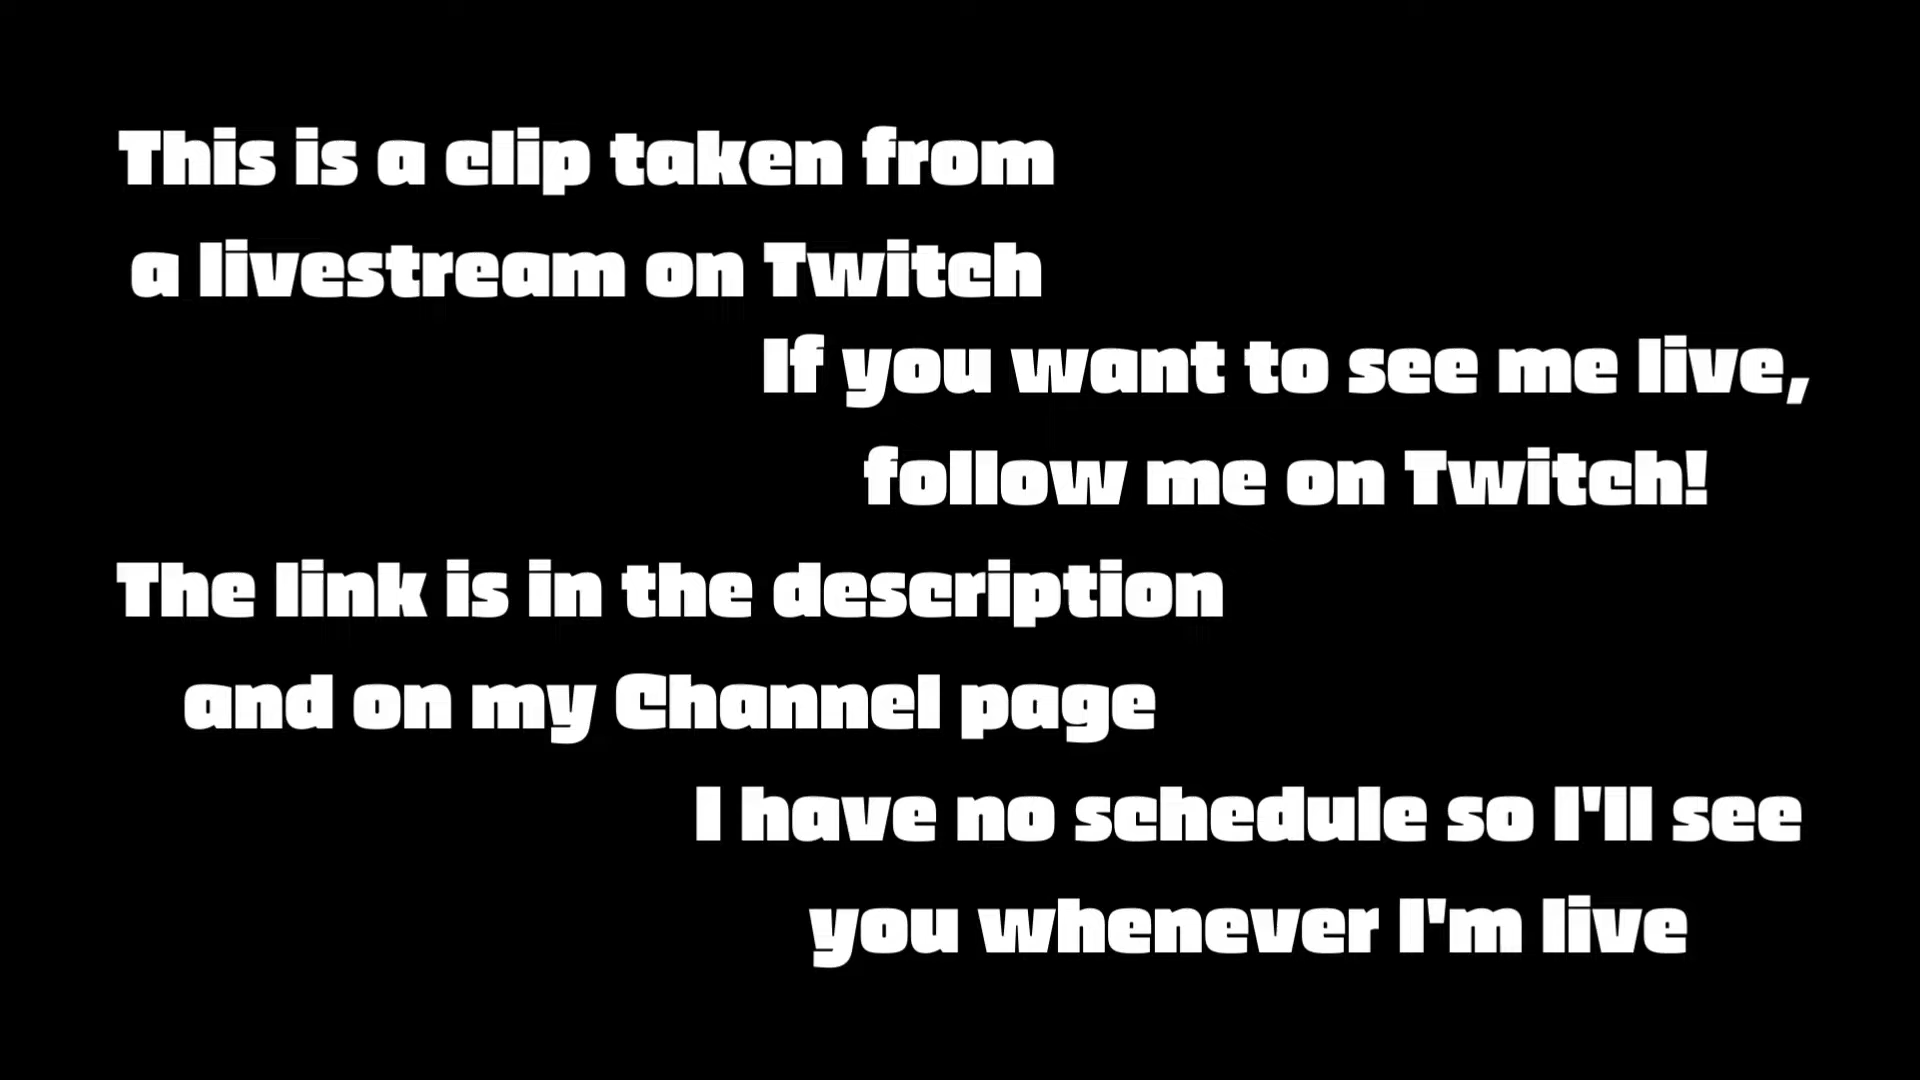 This is a clip taken from
a livestream on Twitch
If you want to see me live,
follow me on Twitch!
The link is in the description
and on my Channel page
I have no schedule so I'll see
you whenever I'm live